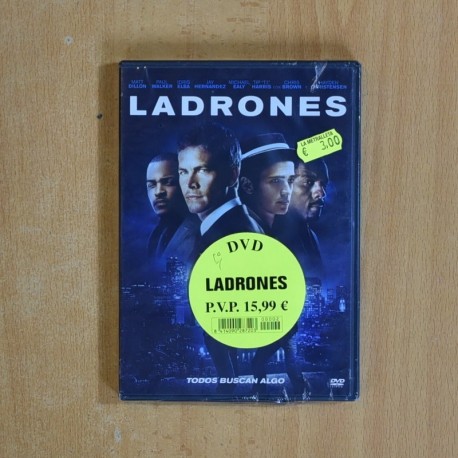 MATT DILLON PAUL WALKER IDRIS ELBA JAY HERNANDEZ MICHAEL EALY TIP "T.I." HARRIS CHRIS BROWN HAYDEN CHRISTENSEN
LADRONES
LA METRALLETA
€ 3,00
DVD
LADRONES
P.V.P. 15,99 €
TODOS BUSCAN ALGO
DVD